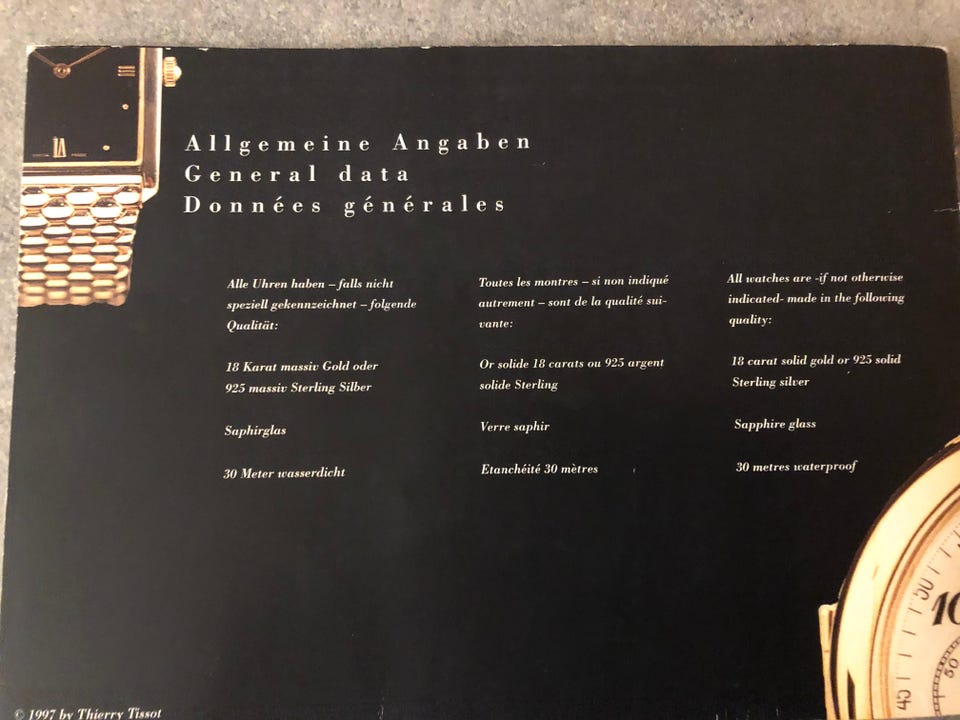 Allgemeine Angaben
General data
Données générales
Alle Uhren haben – falls nicht
speziell gekennzeichnet – folgende
Qualität:
18 Karat massiv Gold oder
925 massiv Sterling Silber
Saphirglas
30 Meter wasserdicht
Toutes les montres – si non indiqué
autrement – sont de la qualité sui-
vante:
Or solide 18 carats ou 925 argent
solide Sterling
Verre saphir
Etanchéité 30 mètres
All watches are -if not otherwise
indicated- made in the following
quality:
18 carat solid gold or 925 solid
Sterling silver
Sapphire glass
30 metres waterproof
50
10
50
45
© 1997 by Thierry Tissot